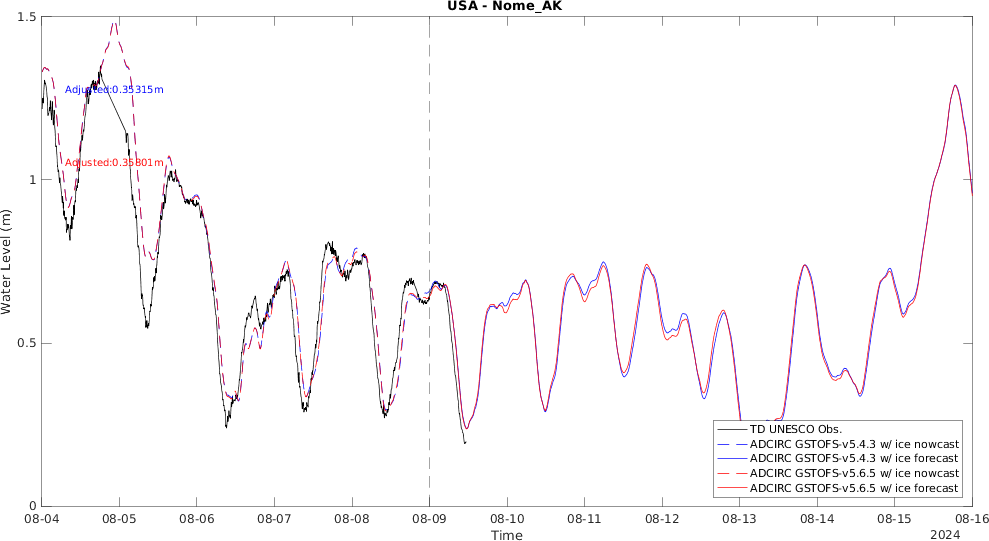 USA - Nome_AK
1.5
Adjusted:0.35315m
Adjusted:0.35801m
1
0.5
0
Water Level (m)
TD UNESCO Obs.
ADCIRC GSTOFS-v5.4.3 w/ ice nowcast
ADCIRC GSTOFS-v5.4.3 w/ ice forecast
ADCIRC GSTOFS-v5.6.5 w/ ice nowcast
ADCIRC GSTOFS-v5.6.5 w/ ice forecast
08-04 08-05 08-06 08-07 08-08 08-09 08-10 08-11 08-12 08-13 08-14 08-15 08-16
Time
2024